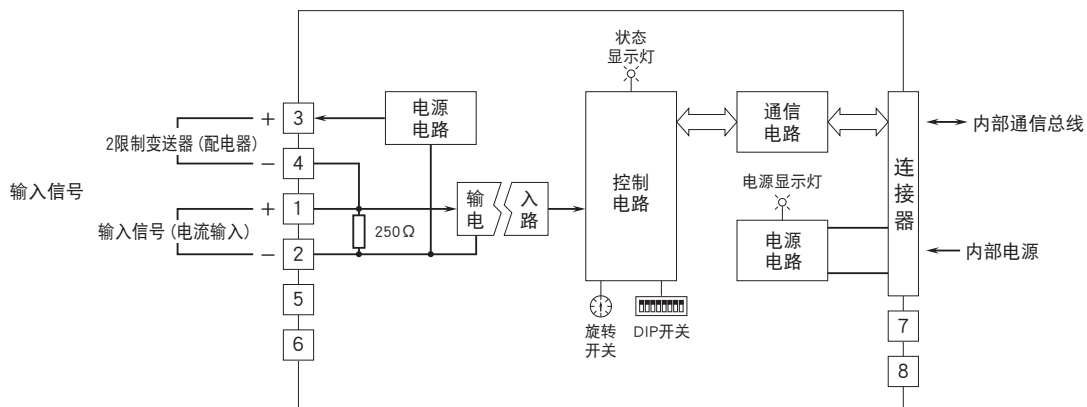 状态
显示灯
电源
电路
通信
电路
+
3
2限制变送器(配电器)
−
4
内部通信总线
输入信号
+
1
输入信号(电流输入)
−
2
250Ω
输 入
电 路
控制
电路
电源显示灯
电源
电路
连接器
内部电源
5
6
旋转
开关
DIP开关
7
8